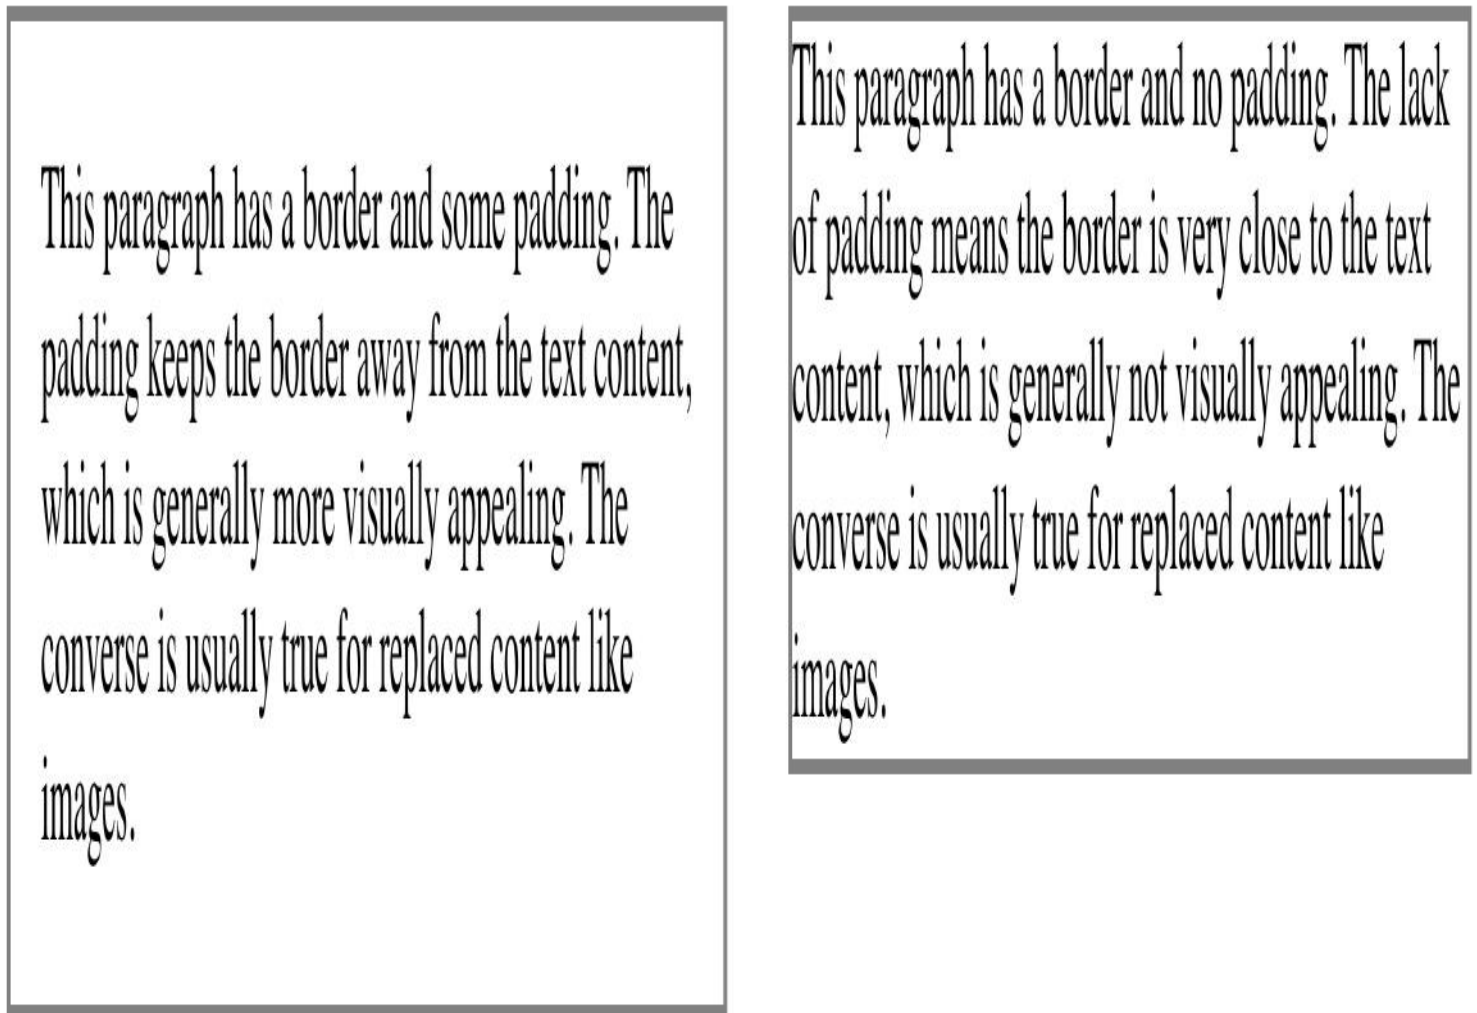 This paragraph has a border and some padding. The
padding keeps the border away from the text content,
which is generally more visually appealing. The
converse is usually true for replaced content like
images.
This paragraph has a border and no padding. The lack
of padding means the border is very close to the text
content, which is generally not visually appealing. The
converse is usually true for replaced content like
images.